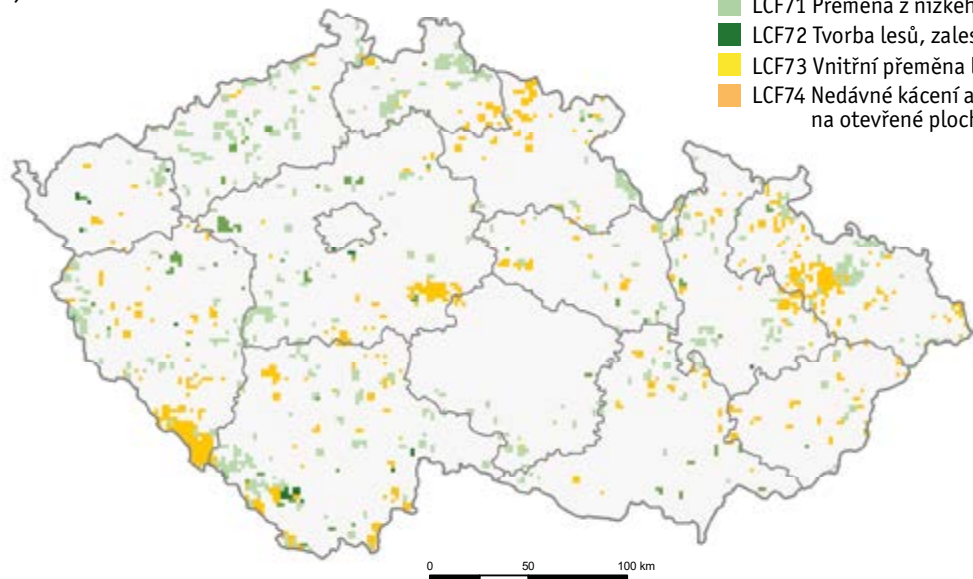 LCF71 Přeměna z nízkéh
LCF72 Tvorba lesů, zales
LCF73 Vnitřní přeměna l
LCF74 Nedávné kácení a
na otevřené ploch
0 50 100 km